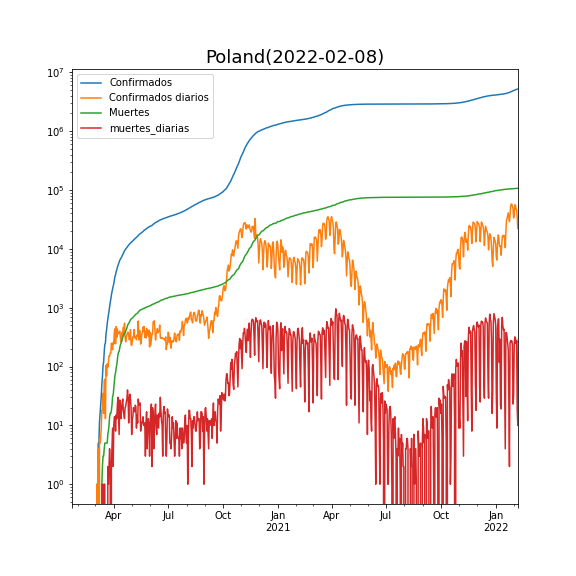 Poland(2022-02-08)
Confirmados
Confirmados diarios
Muertes
muertes_diarias
10⁷
10⁶
10⁵
10⁴
10³
10²
10¹
10⁰
Apr Jul Oct Jan Apr Jul Oct Jan
2021 2022